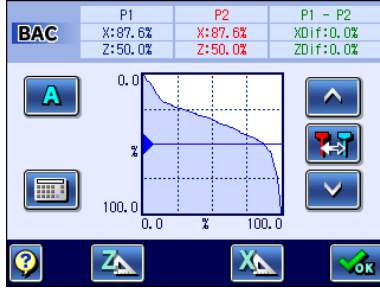 BAC
P1 P2 P1 - P2
X:87.6% X:87.6% XDif:0.0%
Z:50.0% Z:50.0% ZDif:0.0%
A
0.0
%
100.0
0.0 % 100.0
? Z X OK